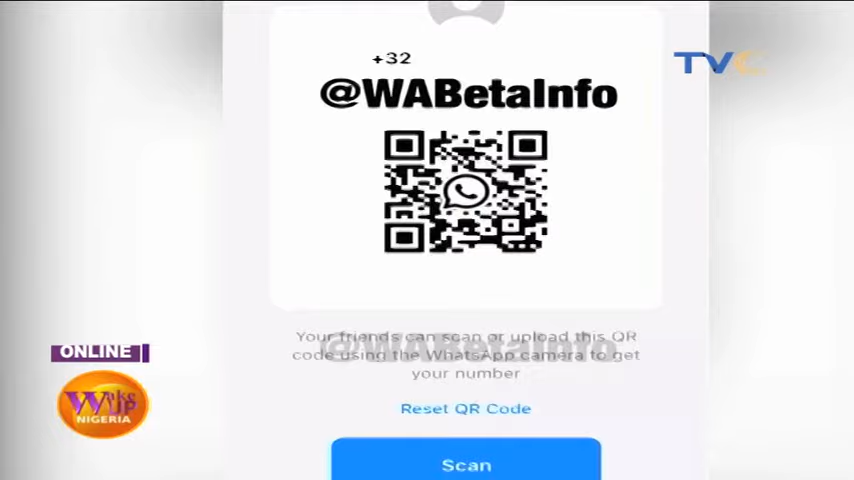 +32
@WABetaInfo
TVC
Your friends can scan or upload this QR
code using the WhatsApp camera to get
your number
@WABetaInfo
Reset QR Code
Scan
ONLINE
Wake
UP
NIGERIA